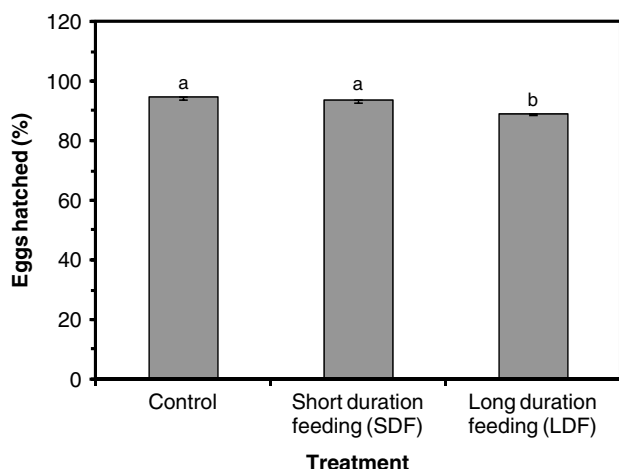 120
100
80
60
40
20
0
Eggs hatched (%)
a
a
b
Control
Short duration
feeding (SDF)
Long duration
feeding (LDF)
Treatment